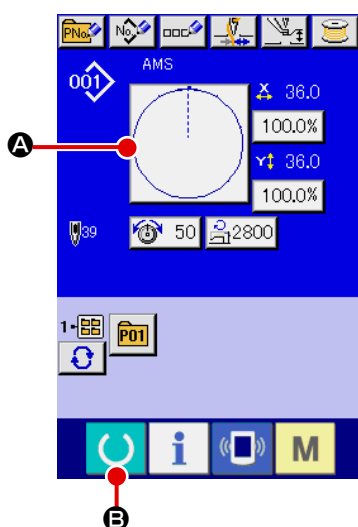 PNo. No.
001
AMS
X 36.0
A
100.0%
Y 36.0
100.0%
39 50 2800
1- P01
i M
B